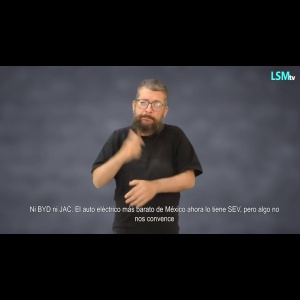 LSMtv
Ni BYD ni JAC. El auto eléctrico más barato de México ahora lo tiene SEV, pero algo no
nos convence